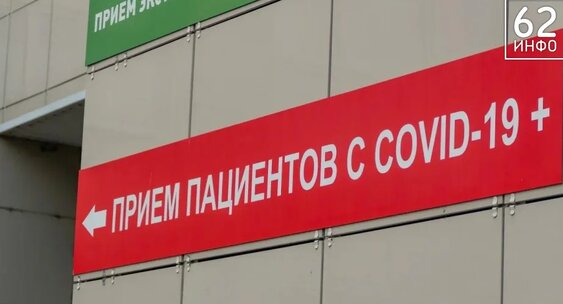 ПРИЕМ
62
ИНФО
ПРИЕМ ПАЦИЕНТОВ С COVID-19 +